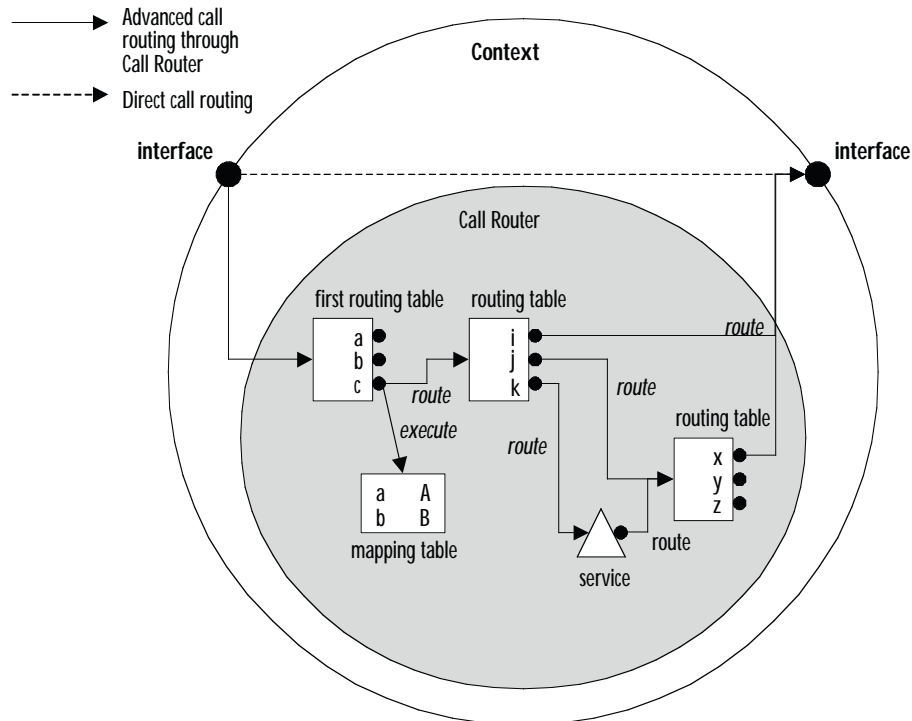 Advanced call
routing through
Call Router
Direct call routing
Context
interface
interface
Call Router
first routing table
routing table
a
b
c
i
j
k
route
route
route
route
execute
routing table
x
y
z
a A
b B
mapping table
route
service